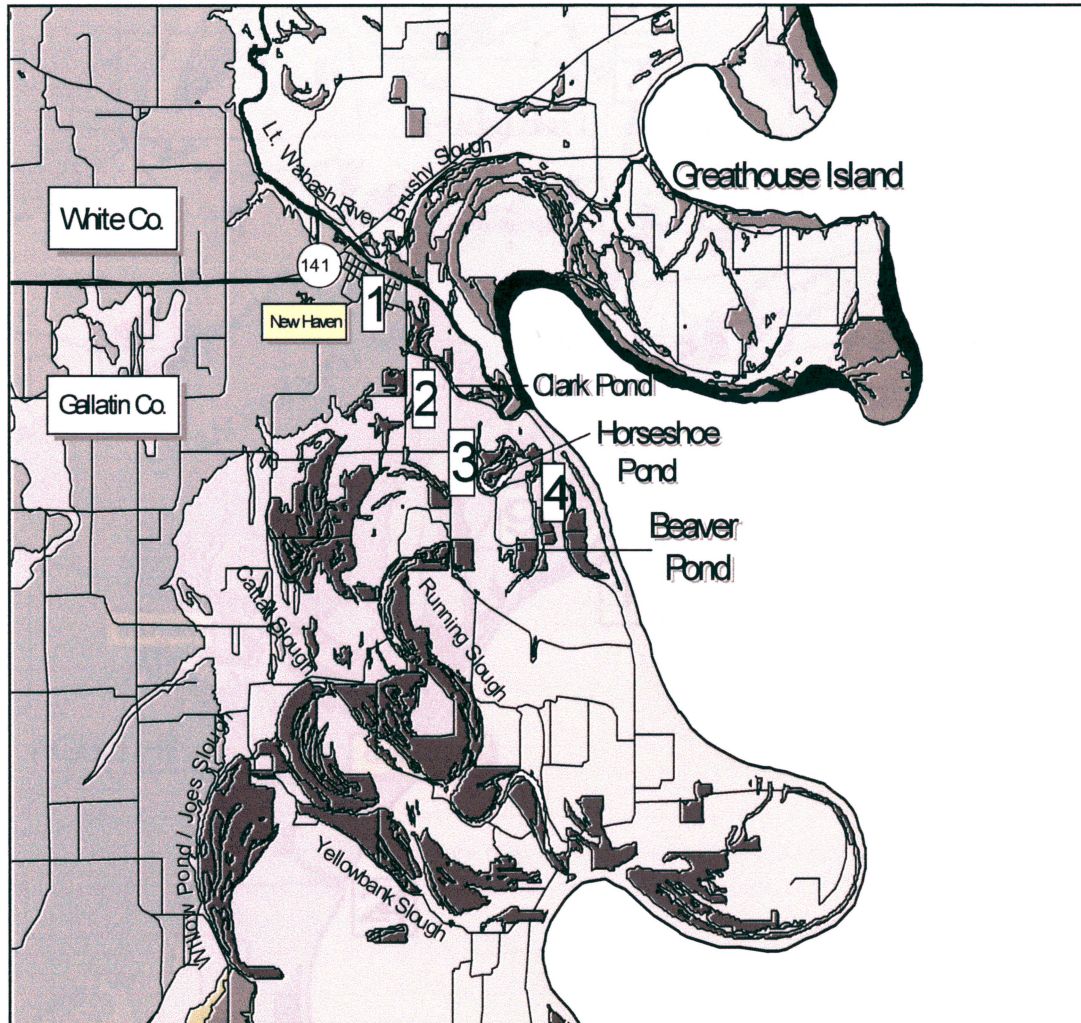 Greathouse Island
Lt. Wabash River
Brushy Slough
White Co.
141
1
New Haven
Gallatin Co.
2
Clark Pond
3
Horseshoe
Pond
4
Beaver
Pond
Cattail Slough
Running Slough
Willow Pond / Joes Slough
Yellowbank Slough